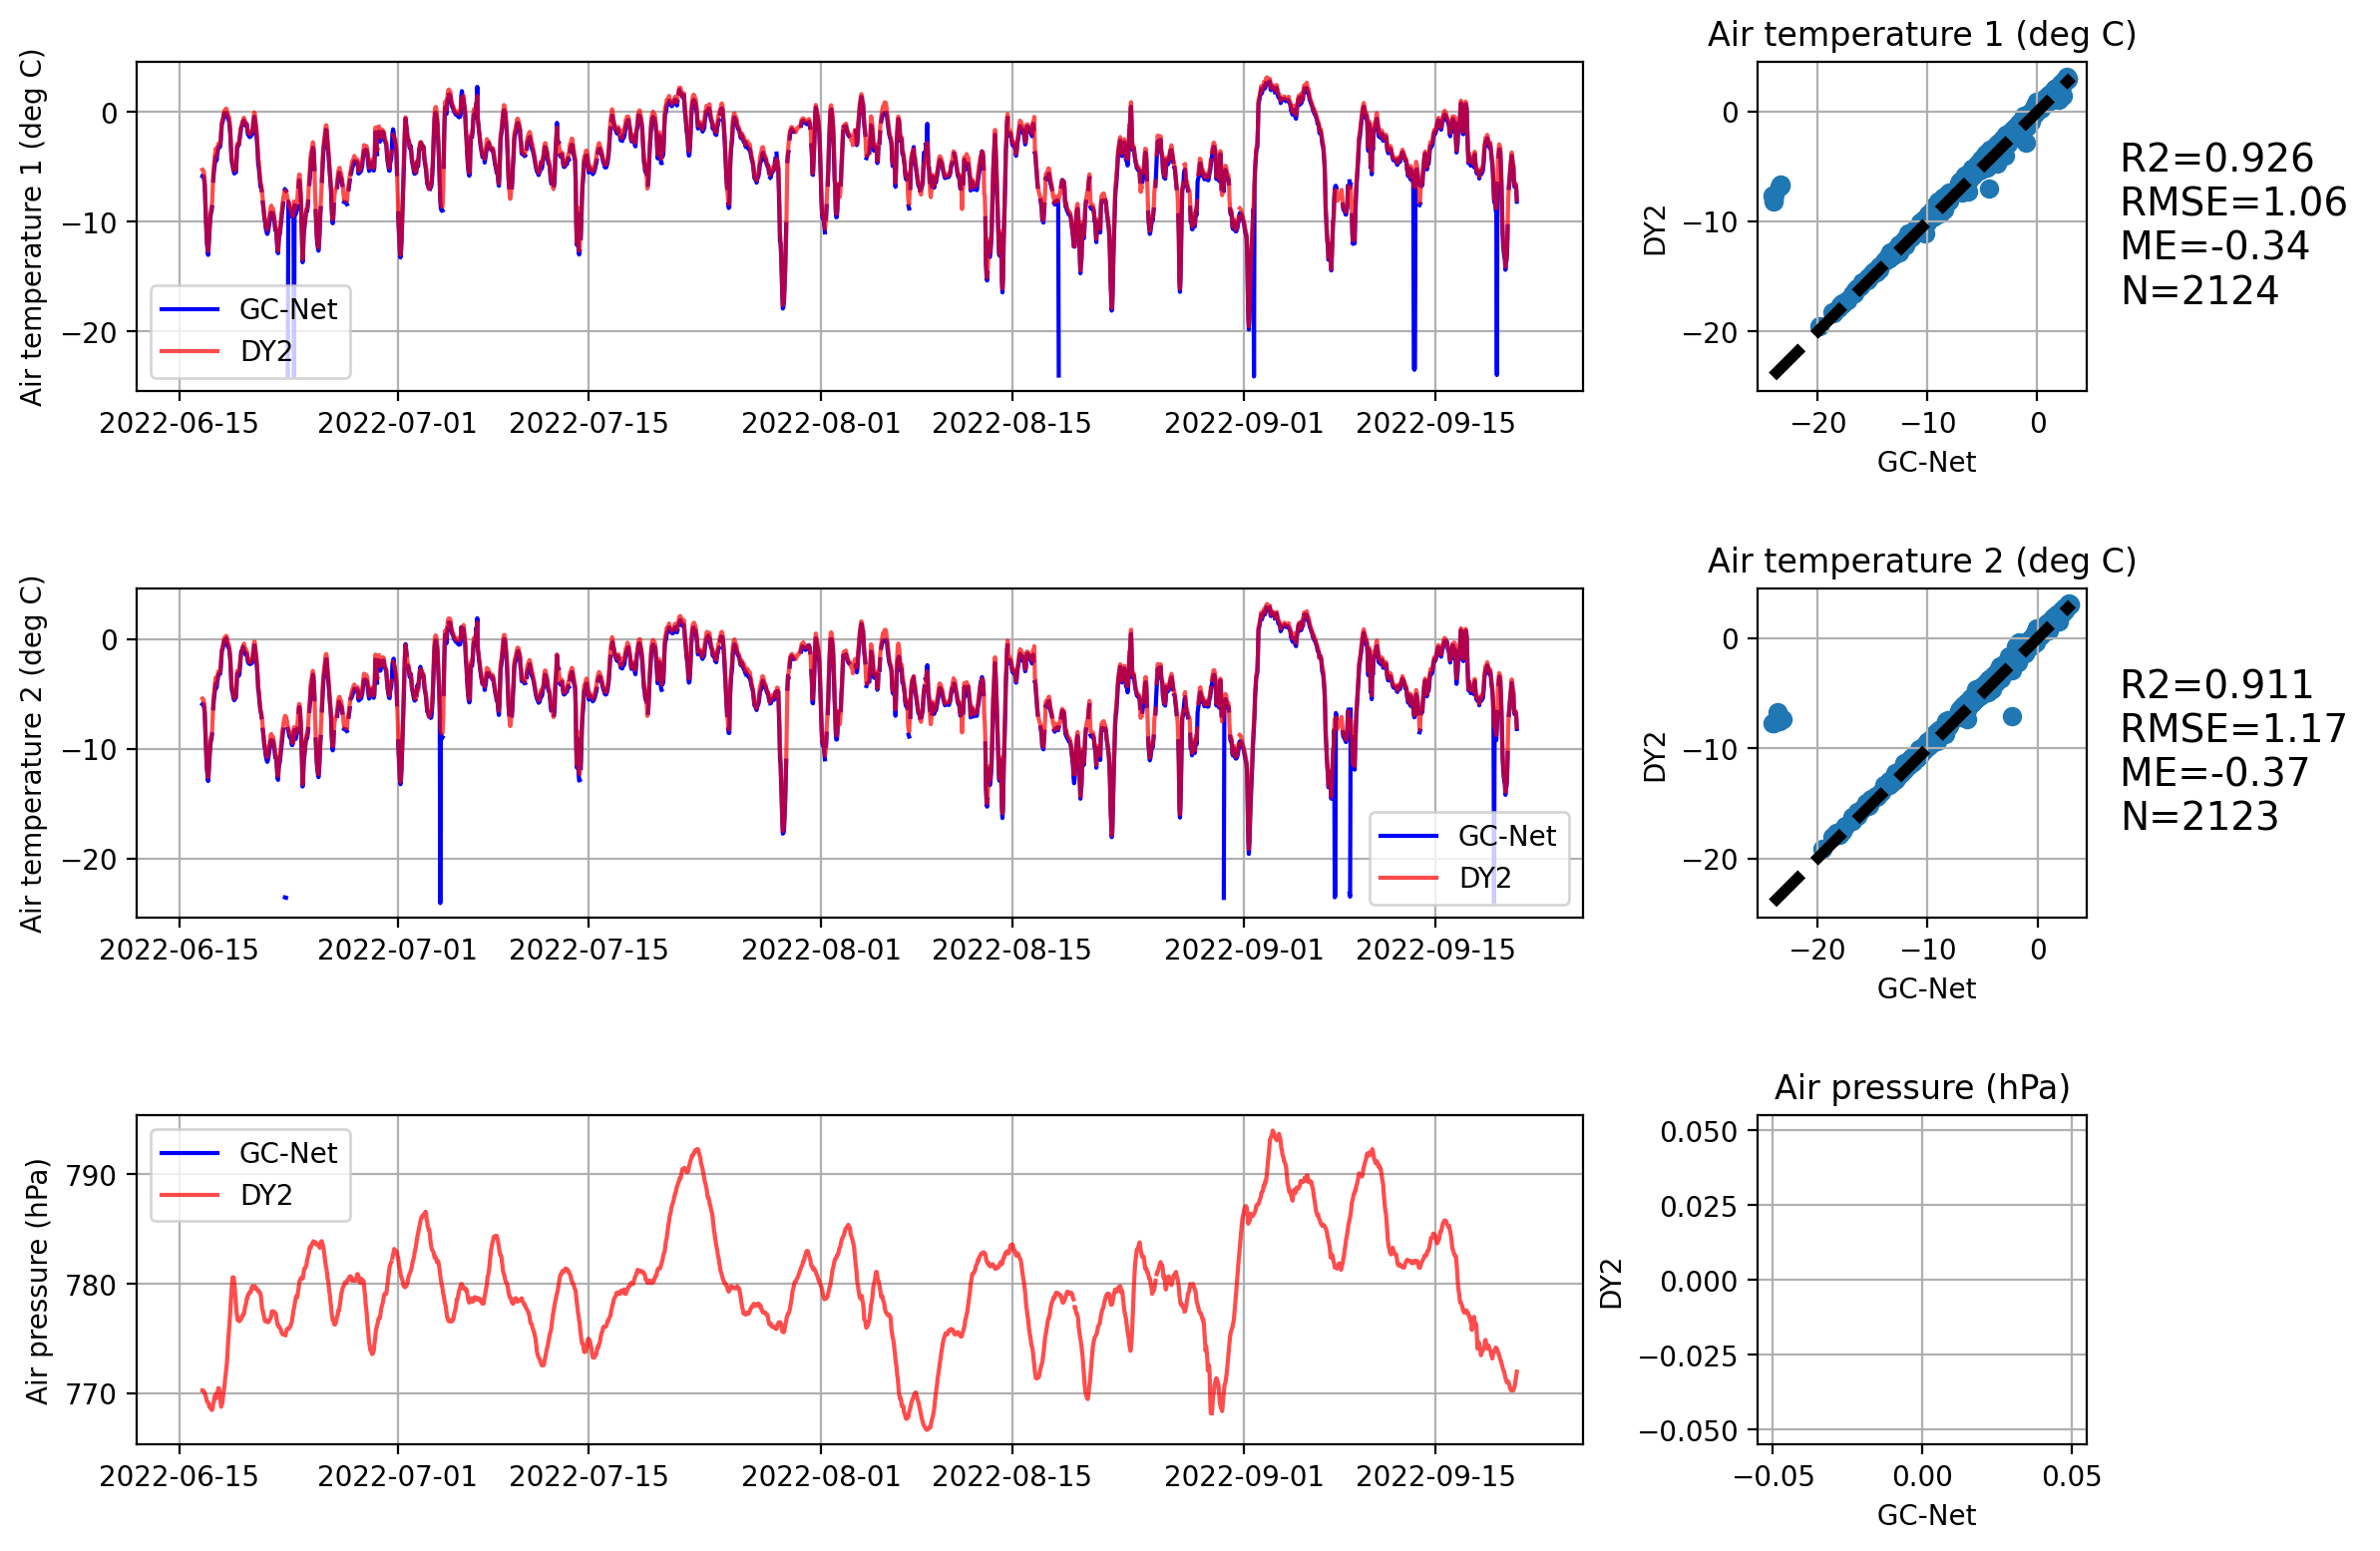 Air temperature 1 (deg C)
0
−10
−20
GC-Net
DY2
2022-06-15 2022-07-01 2022-07-15 2022-08-01 2022-08-15 2022-09-01 2022-09-15
Air temperature 1 (deg C)
DY2
0
−10
−20
−20 −10 0
GC-Net
R2=0.926
RMSE=1.06
ME=-0.34
N=2124
Air temperature 2 (deg C)
0
−10
−20
GC-Net
DY2
2022-06-15 2022-07-01 2022-07-15 2022-08-01 2022-08-15 2022-09-01 2022-09-15
Air temperature 2 (deg C)
DY2
0
−10
−20
−20 −10 0
GC-Net
R2=0.911
RMSE=1.17
ME=-0.37
N=2123
Air pressure (hPa)
790
780
770
GC-Net
DY2
2022-06-15 2022-07-01 2022-07-15 2022-08-01 2022-08-15 2022-09-01 2022-09-15
Air pressure (hPa)
DY2
0.050
0.025
0.000
−0.025
−0.050
−0.05 0.00 0.05
GC-Net